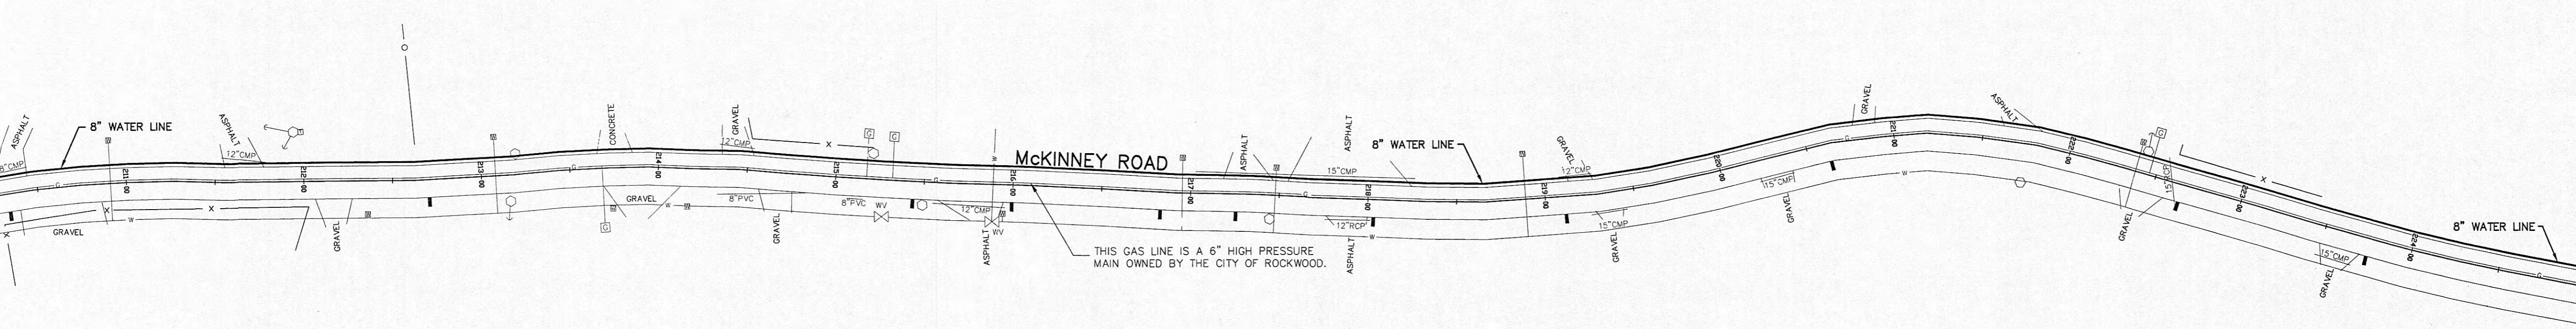 ASPHALT
8" WATER LINE
ASPHALT
12"CMP
8"CMP
G
211+00
212+00
213+00
G
CONCRETE
GRAVEL
12"CMP
X
G
G
214+00
215+00
G
W
216+00
McKINNEY ROAD
217+00
ASPHALT
ASPHALT
15"CMP
G
218+00
8" WATER LINE
GRAVEL
12"CMP
219+00
220+00
GRAVEL
G
221+00
ASPHALT
222+00
G
15"RCP
X
223+00
224+00
8" WATER LINE
G
X
X
X
W
GRAVEL
GRAVEL
G
GRAVEL
W
8"PVC
GRAVEL
8"PVC
WV
12"CMP
WV
ASPHALT
THIS GAS LINE IS A 6" HIGH PRESSURE
MAIN OWNED BY THE CITY OF ROCKWOOD.
12"RCP
ASPHALT
W
15"CMP
GRAVEL
15"CMP
GRAVEL
W
GRAVEL
15"CMP
GRAVEL